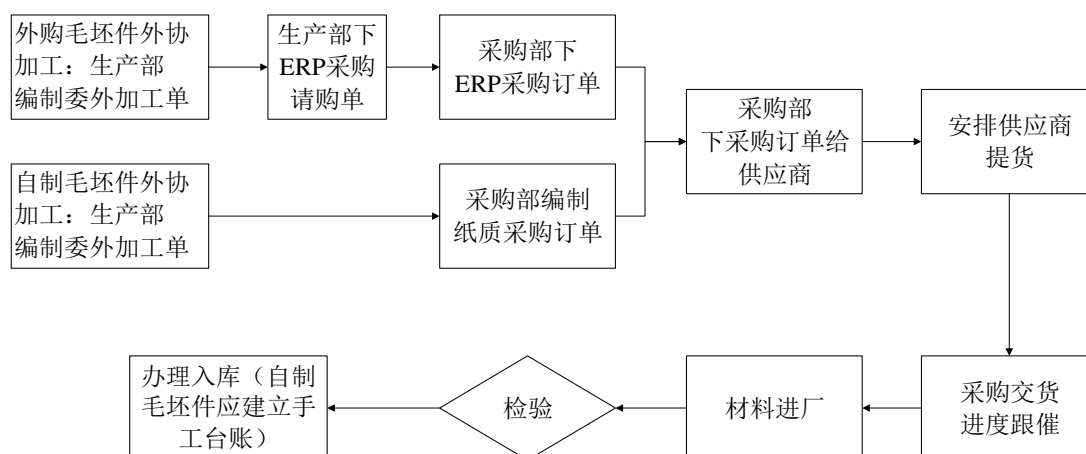 外购毛坯件外协
加工：生产部
编制委外加工单
生产部下
ERP采购
请购单
采购部下
ERP采购订单
采购部
下采购订单给
供应商
安排供应商
提货
自制毛坯件外协
加工：生产部
编制委外加工单
采购部编制
纸质采购订单
办理入库（自制
毛坯件应建立手
工台账）
检验
材料进厂
采购交货
进度跟催